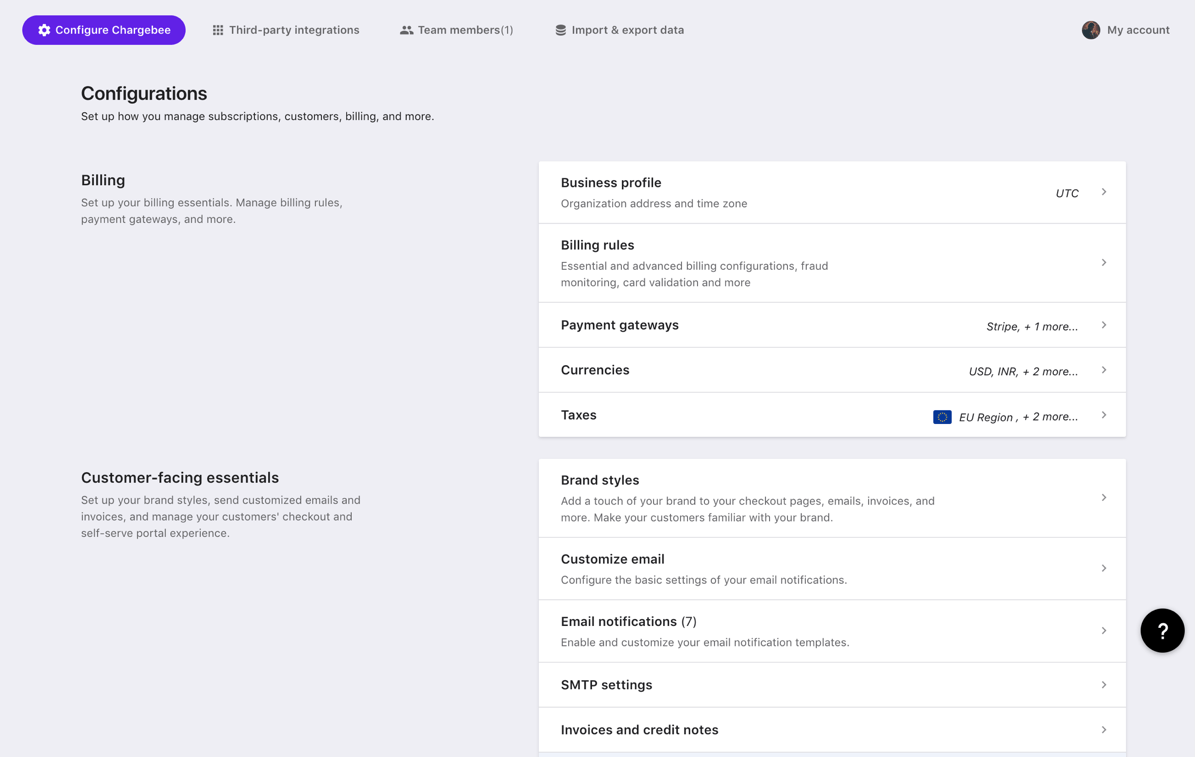 Configure Chargebee
Third-party integrations
Team members(1)
Import & export data
My account
Configurations
Set up how you manage subscriptions, customers, billing, and more.
Billing
Set up your billing essentials. Manage billing rules,
payment gateways, and more.
Business profile
Organization address and time zone
UTC
Billing rules
Essential and advanced billing configurations, fraud
monitoring, card validation and more
Payment gateways
Stripe, + 1 more...
Currencies
USD, INR, + 2 more...
Taxes
EU Region , + 2 more...
Customer-facing essentials
Set up your brand styles, send customized emails and
invoices, and manage your customers' checkout and
self-serve portal experience.
Brand styles
Add a touch of your brand to your checkout pages, emails, invoices, and
more. Make your customers familiar with your brand.
Customize email
Configure the basic settings of your email notifications.
Email notifications (7)
Enable and customize your email notification templates.
SMTP settings
Invoices and credit notes
?